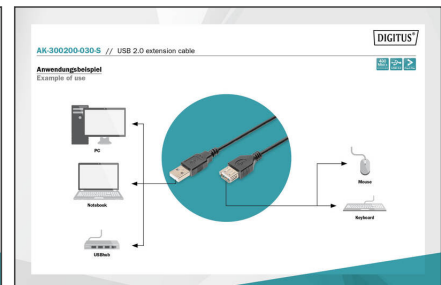 DIGITUS®
AK-300200-030-S // USB 2.0 extension cable
Anwendungsbeispiel
Example of use
PC
Notebook
USBhub
Mouse
Keyboard